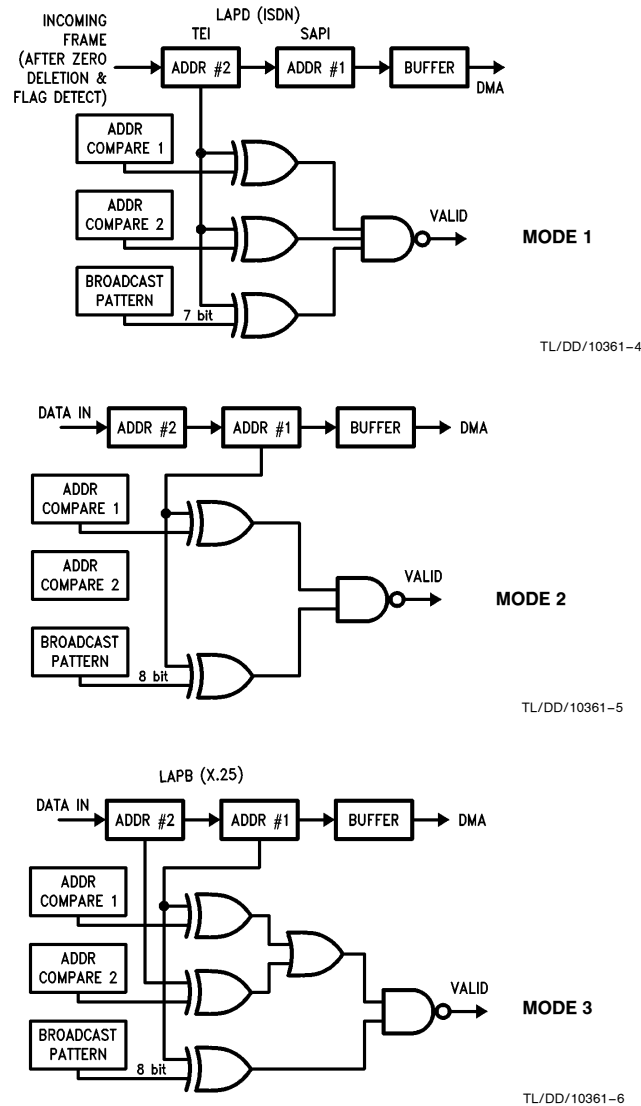 LAPD (ISDN)
INCOMING
FRAME
(AFTER ZERO
DELETION &
FLAG DETECT)
TEI
SAPI
ADDR #2
ADDR #1
BUFFER
DMA
ADDR
COMPARE 1
ADDR
COMPARE 2
BROADCAST
PATTERN
7 bit
VALID
MODE 1
TL/DD/10361–4
DATA IN
ADDR #2
ADDR #1
BUFFER
DMA
ADDR
COMPARE 1
ADDR
COMPARE 2
BROADCAST
PATTERN
8 bit
VALID
MODE 2
TL/DD/10361–5
LAPB (X.25)
DATA IN
ADDR #2
ADDR #1
BUFFER
DMA
ADDR
COMPARE 1
ADDR
COMPARE 2
BROADCAST
PATTERN
8 bit
VALID
MODE 3
TL/DD/10361–6